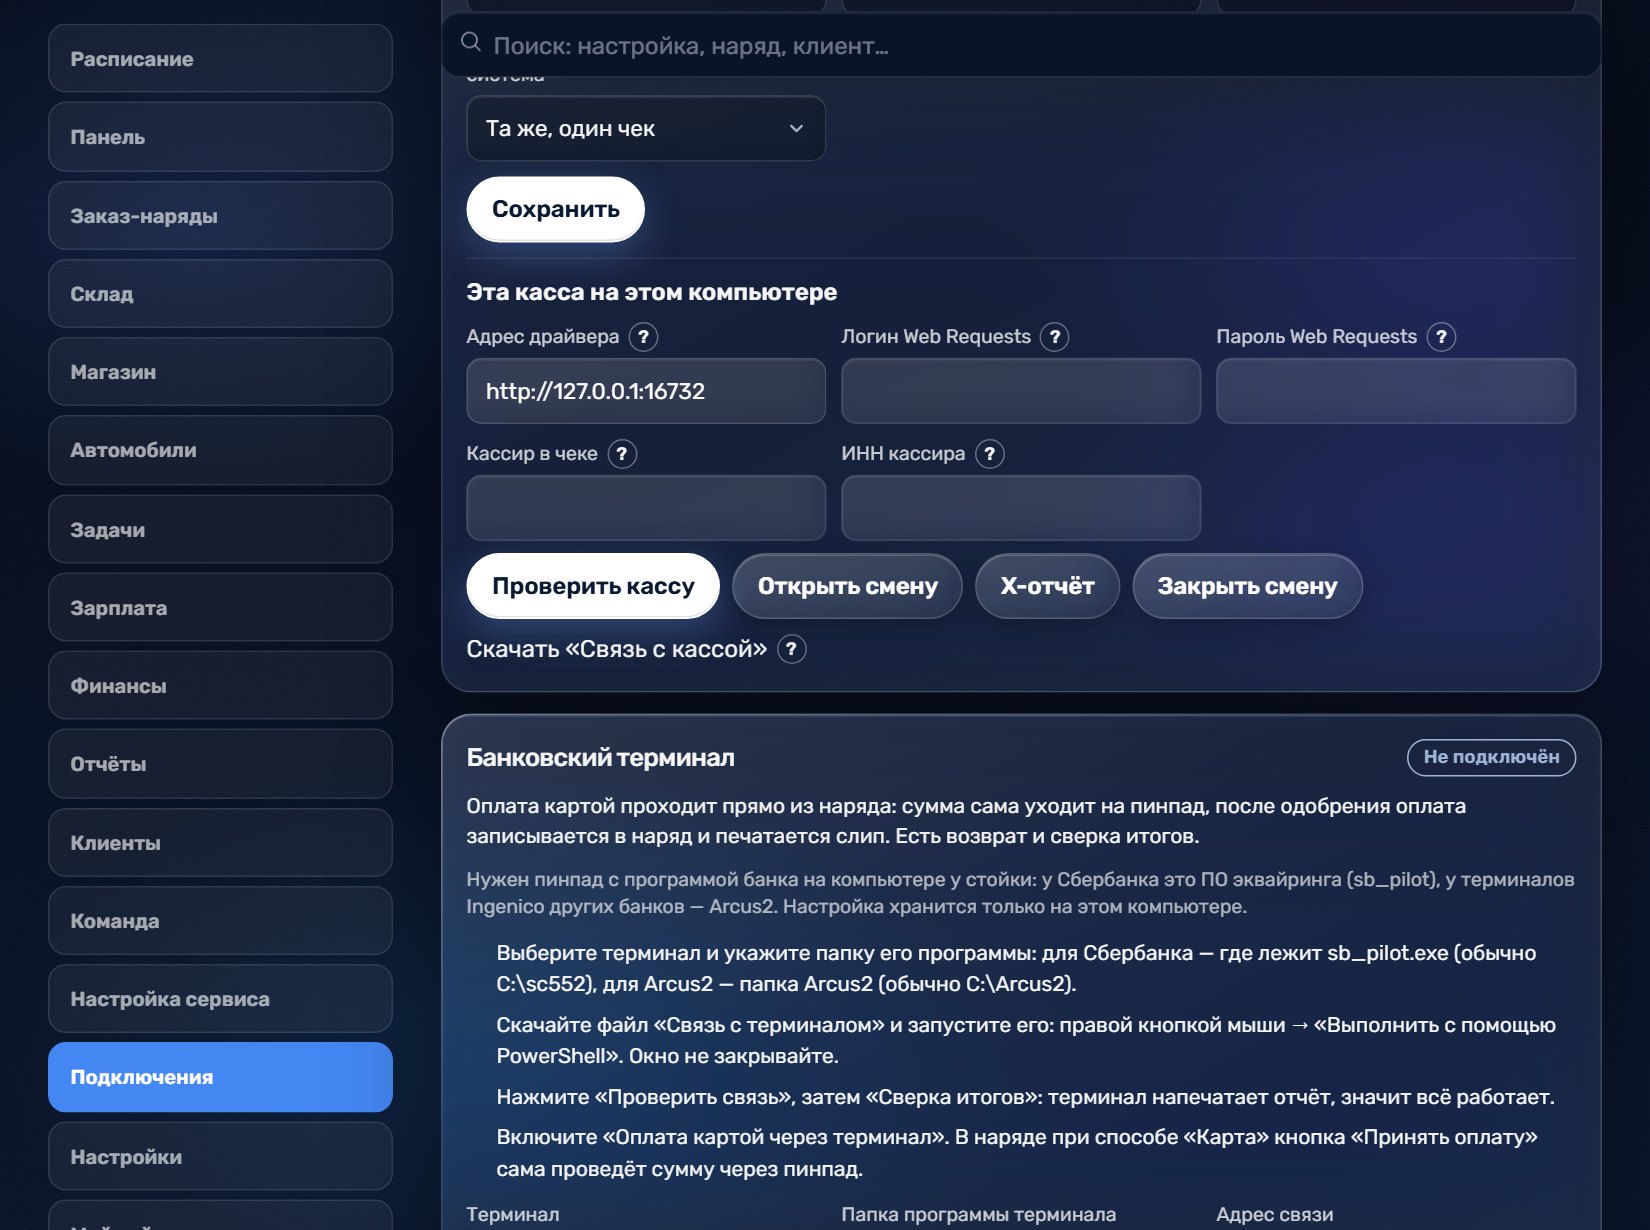 Расписание
Панель
Заказ-наряды
Склад
Магазин
Автомобили
Задачи
Зарплата
Финансы
Отчёты
Клиенты
Команда
Настройка сервиса
Подключения
Настройки
Поиск: настройка, наряд, клиент...
система
Та же, один чек
Сохранить
Эта касса на этом компьютере
Адрес драйвера ?
Логин Web Requests ?
Пароль Web Requests ?
http://127.0.0.1:16732
Кассир в чеке ?
ИНН кассира ?
Проверить кассу
Открыть смену
X-отчёт
Закрыть смену
Скачать «Связь с кассой» ?
Банковский терминал
Не подключён
Оплата картой проходит прямо из наряда: сумма сама уходит на пинпад, после одобрения оплата
записывается в наряд и печатается слип. Есть возврат и сверка итогов.
Нужен пинпад с программой банка на компьютере у стойки: у Сбербанка это ПО эквайринга (sb_pilot), у терминалов
Ingenico других банков — Arcus2. Настройка хранится только на этом компьютере.
Выберите терминал и укажите папку его программы: для Сбербанка — где лежит sb_pilot.exe (обычно
C:\sc552), для Arcus2 — папка Arcus2 (обычно C:\Arcus2).
Скачайте файл «Связь с терминалом» и запустите его: правой кнопкой мыши → «Выполнить с помощью
PowerShell». Окно не закрывайте.
Нажмите «Проверить связь», затем «Сверка итогов»: терминал напечатает отчёт, значит всё работает.
Включите «Оплата картой через терминал». В наряде при способе «Карта» кнопка «Принять оплату»
сама проведёт сумму через пинпад.
Терминал
Папка программы терминала
Адрес связи